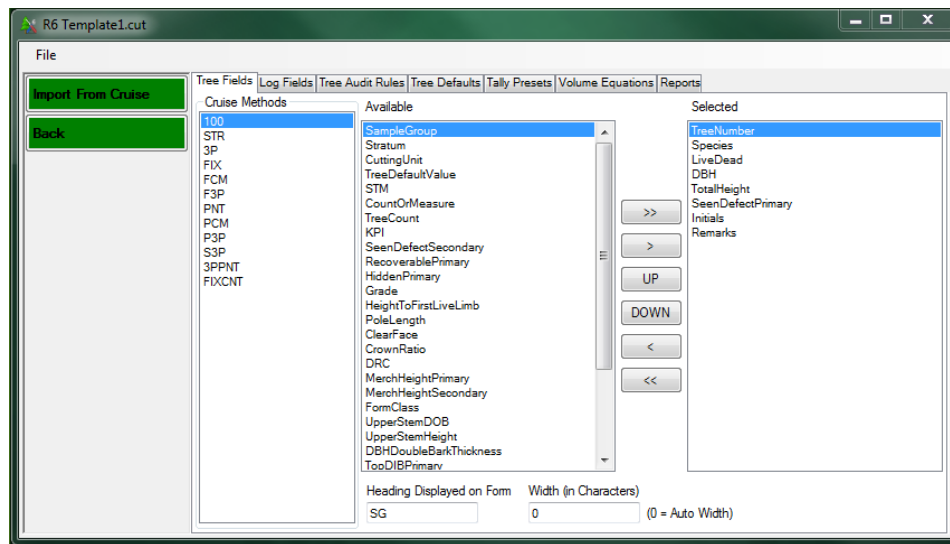 R6 Template1.cut
File
Import From Cruise
Back
Tree Fields Log Fields Tree Audit Rules Tree Defaults Tally Presets Volume Equations Reports
Cruise Methods
100
STR
3P
FIX
FCM
F3P
PNT
PCM
P3P
S3P
3PPNT
FIXCNT
Available
SampleGroup
Stratum
CuttingUnit
TreeDefaultValue
STM
CountOrMeasure
TreeCount
KPI
SeenDefectSecondary
RecoverablePrimary
HiddenPrimary
Grade
HeightToFirstLiveLimb
PoleLength
ClearFace
CrownRatio
DRC
MerchHeightPrimary
MerchHeightSecondary
FormClass
UpperStemDOB
UpperStemHeight
DBHDoubleBarkThickness
TopDIBPrimary
>>
>
UP
DOWN
<
<<
Selected
TreeNumber
Species
LiveDead
DBH
TotalHeight
SeenDefectPrimary
Initials
Remarks
Heading Displayed on Form Width (in Characters)
SG 0 (0 = Auto Width)